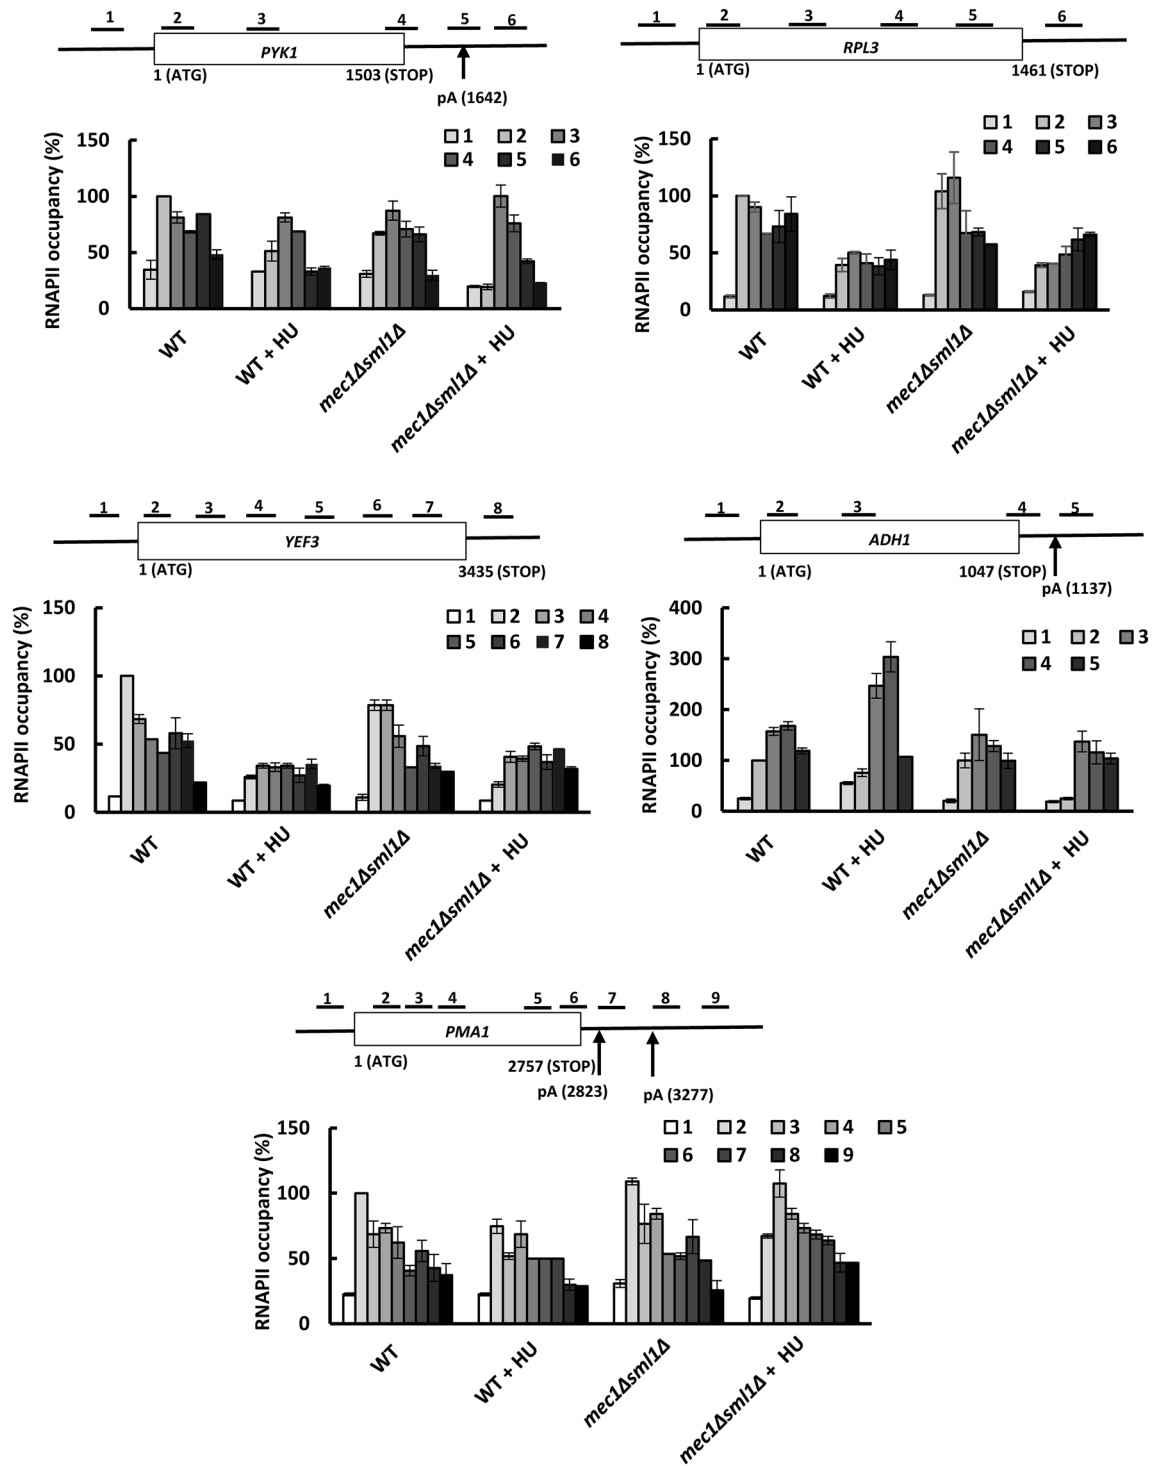 1 2 3 4 5 6
PYK1
1 (ATG) 1503 (STOP)
pA (1642)
RNAPII occupancy (%)
150
100
50
0
1 2 3
4 5 6
WT
WT + HU
mec1Δsml1Δ
mec1Δsml1Δ + HU
1 2 3 4 5 6
RPL3
1 (ATG) 1461 (STOP)
RNAPII occupancy (%)
150
100
50
0
1 2 3
4 5 6
WT
WT + HU
mec1Δsml1Δ
mec1Δsml1Δ + HU
1 2 3 4 5 6 7 8
YEF3
1 (ATG) 3435 (STOP)
RNAPII occupancy (%)
150
100
50
0
1 2 3 4
5 6 7 8
WT
WT + HU
mec1Δsml1Δ
mec1Δsml1Δ + HU
1 2 3 4 5
ADH1
1 (ATG) 1047 (STOP)
pA (1137)
RNAPII occupancy (%)
400
300
200
100
0
1 2 3
4 5
WT
WT + HU
mec1Δsml1Δ
mec1Δsml1Δ + HU
1 2 3 4 5 6 7 8 9
PMA1
1 (ATG) 2757 (STOP)
pA (2823) pA (3277)
RNAPII occupancy (%)
150
100
50
0
1 2 3 4 5
6 7 8 9
WT
WT + HU
mec1Δsml1Δ
mec1Δsml1Δ + HU